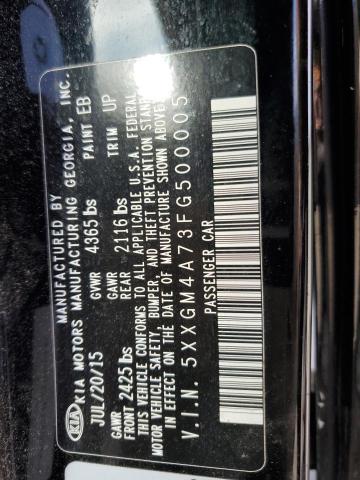 KIA
MANUFACTURED BY
KIA MOTORS MANUFACTURING GEORGIA, INC.
JUL/20/15 GVWR 4365 lbs PAINT EB
GAWR FRONT 2425 lbs GAWR REAR 2116 lbs TRIM UP
THIS VEHICLE CONFORMS TO ALL APPLICABLE U.S.A. FEDERAL
MOTOR VEHICLE SAFETY, BUMPER, AND THEFT PREVENTION
IN EFFECT ON THE DATE OF MANUFACTURE SHOWN ABOVE
V.I.N. 5XXGM4A73FG500005
PASSENGER CAR